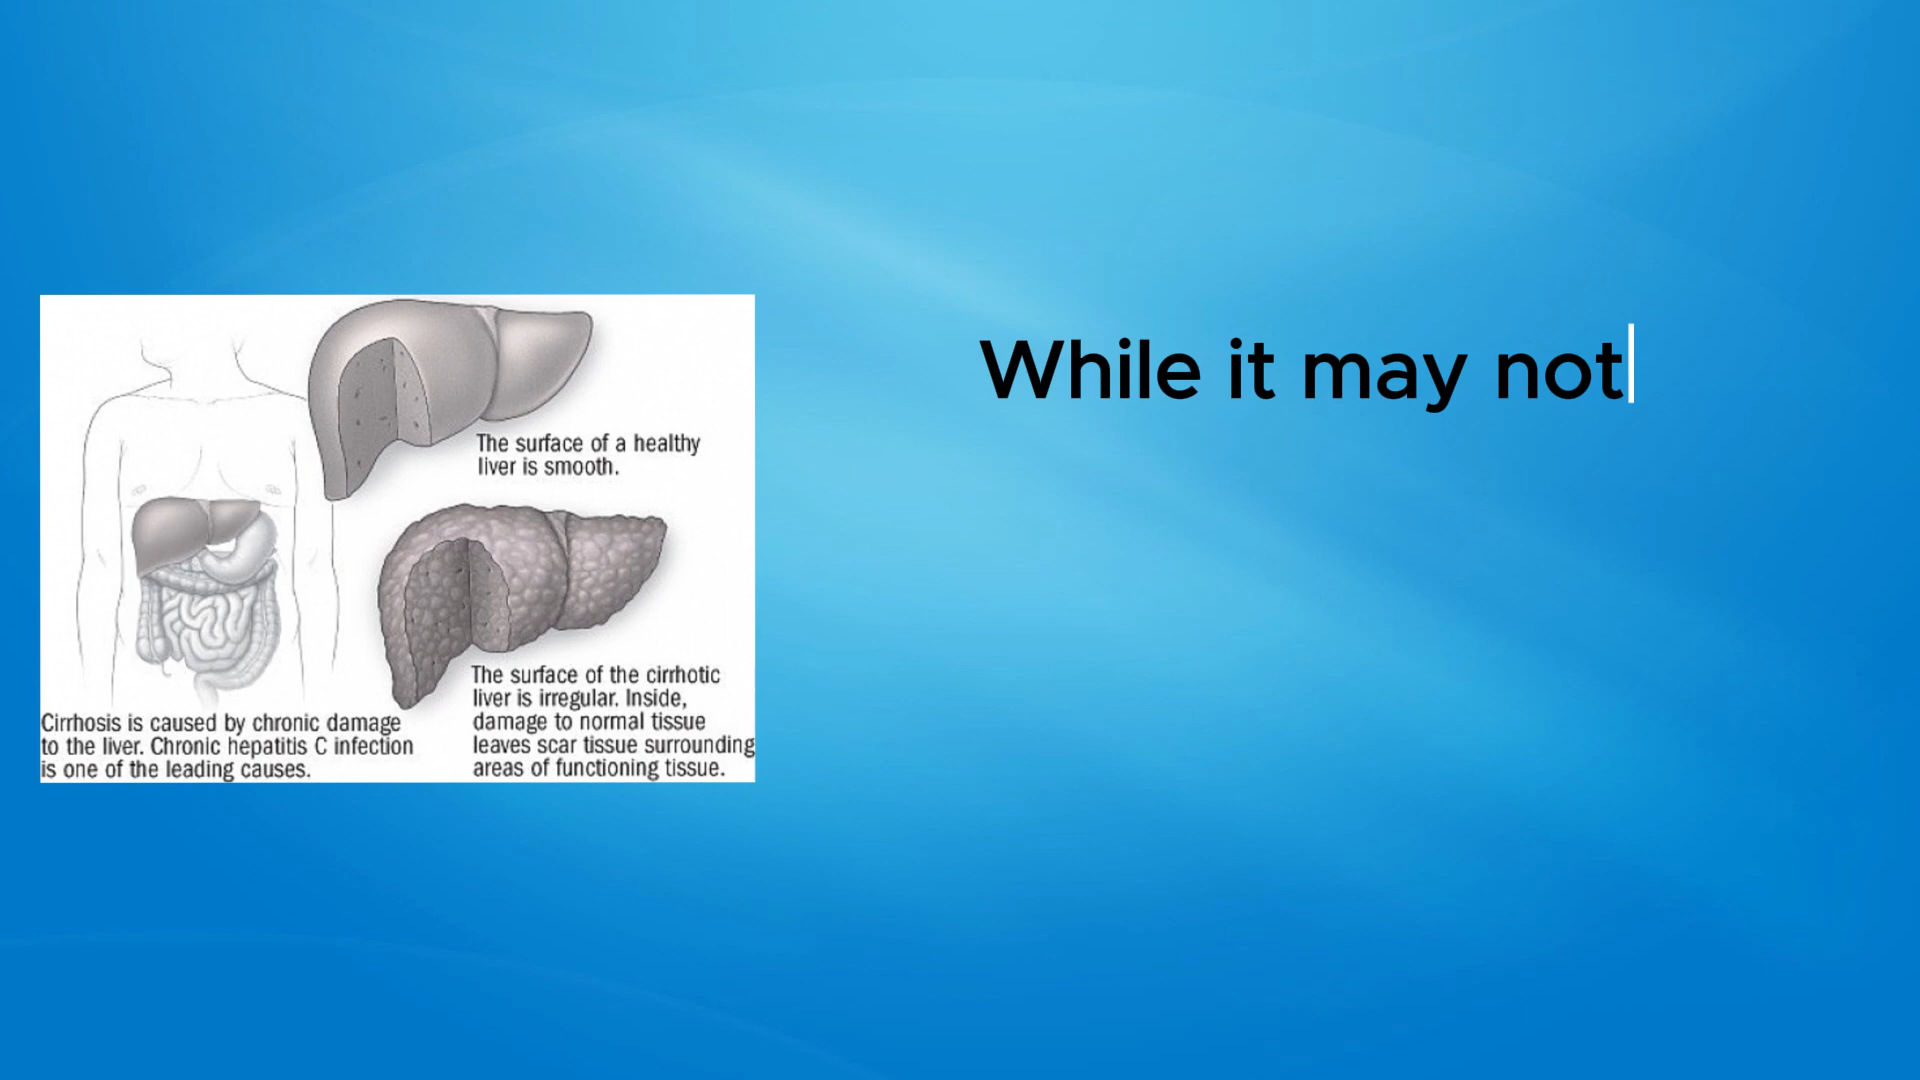 The surface of a healthy
liver is smooth.
The surface of the cirrhotic
liver is irregular. Inside,
damage to normal tissue
leaves scar tissue surrounding
areas of functioning tissue.
Cirrhosis is caused by chronic damage
to the liver. Chronic hepatitis C infection
is one of the leading causes.
While it may not